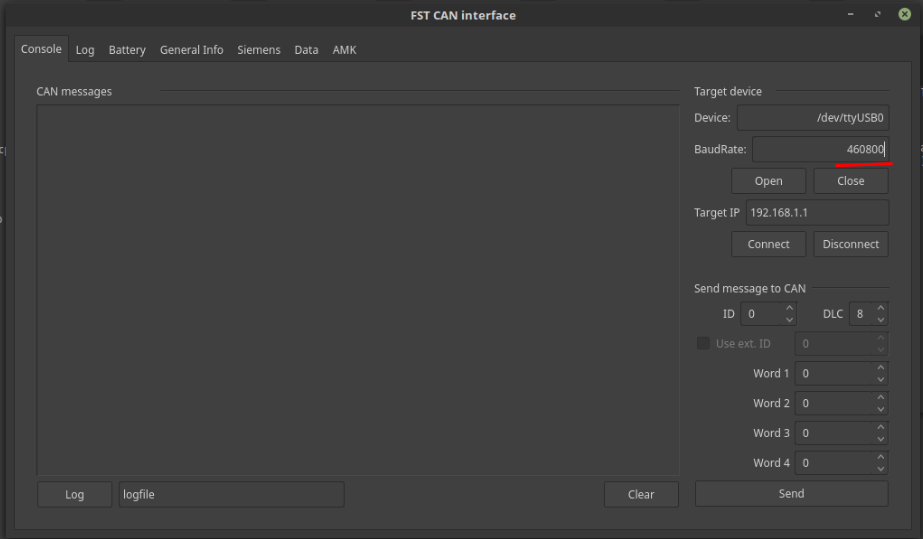 FST CAN interface
Console Log Battery General Info Siemens Data AMK
CAN messages
Target device
Device: /dev/ttyUSB0
BaudRate: 460800
Open Close
Target IP 192.168.1.1
Connect Disconnect
Send message to CAN
ID 0 DLC 8
Use ext. ID 0
Word 1 0
Word 2 0
Word 3 0
Word 4 0
Log logfile Clear Send